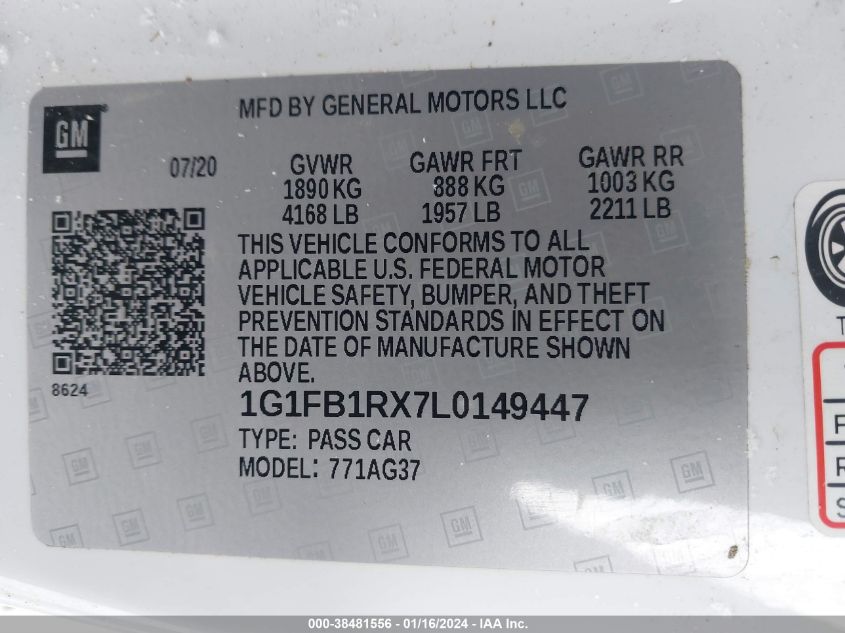 MFD BY GENERAL MOTORS LLC
GM
07/20
GVWR
1890 KG
4168 LB
GAWR FRT
888 KG
1957 LB
GAWR RR
1003 KG
2211 LB
THIS VEHICLE CONFORMS TO ALL
APPLICABLE U.S. FEDERAL MOTOR
VEHICLE SAFETY, BUMPER, AND THEFT
PREVENTION STANDARDS IN EFFECT ON
THE DATE OF MANUFACTURE SHOWN
ABOVE.
8624
1G1FB1RX7L0149447
TYPE: PASS CAR
MODEL: 771AG37
T
F
R
S
000-38481556 - 01/16/2024 - IAA Inc.